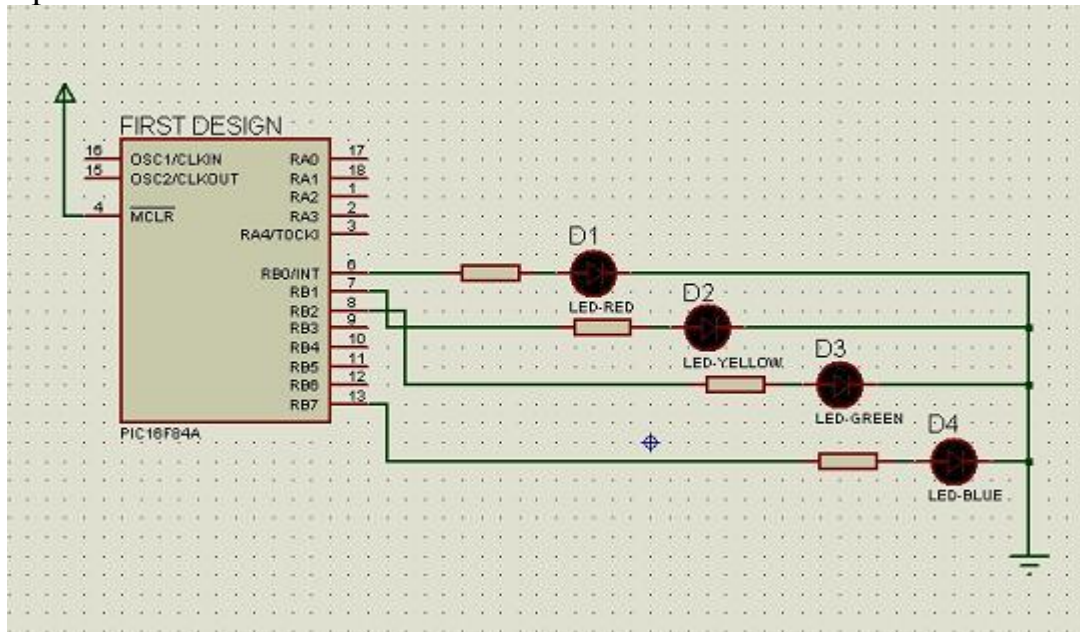 FIRST DESIGN
16 OSC1/CLKIN
15 OSC2/CLKOUT
4 MCLR
RA0 17
RA1 18
RA2 1
RA3 2
RA4/T0CKI 3
RB0/INT 6
RB1 7
RB2 8
RB3 9
RB4 10
RB5 11
RB6 12
RB7 13
PIC16F84A
D1
LED-RED
D2
LED-YELLOW
D3
LED-GREEN
D4
LED-BLUE